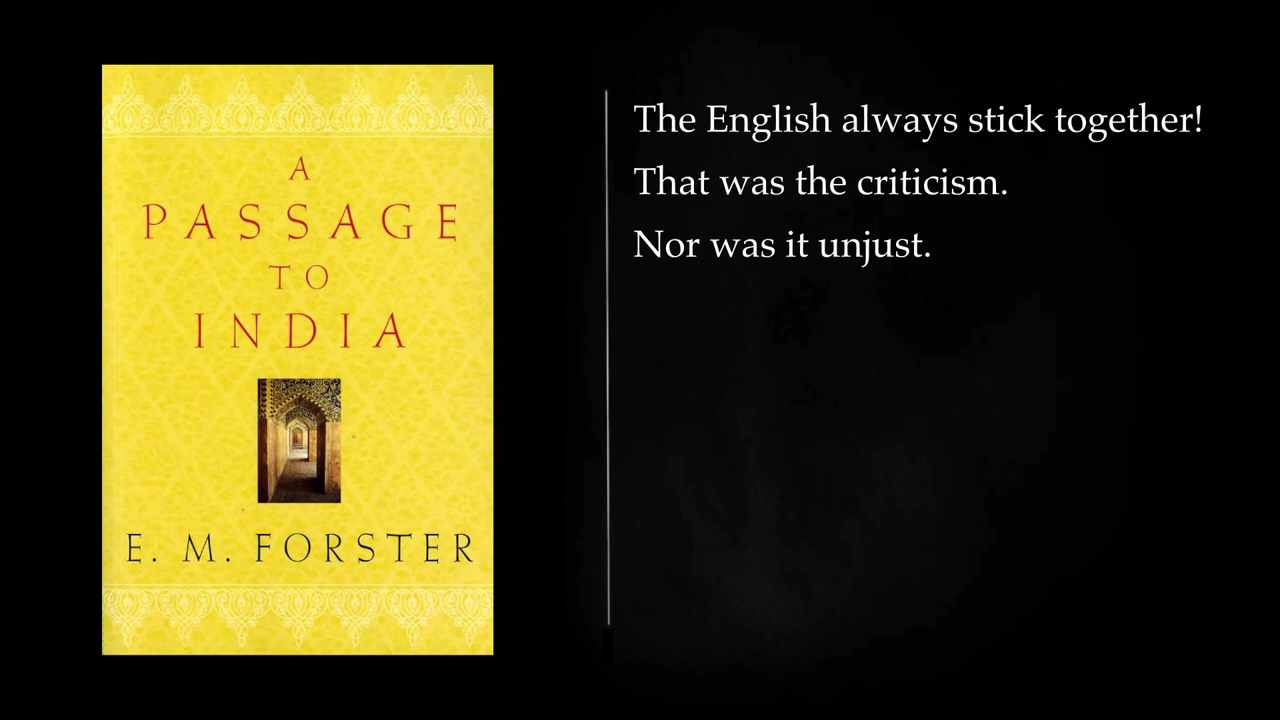 A
PASSAGE
TO
INDIA
E. M. FORSTER
The English always stick together!
That was the criticism.
Nor was it unjust.